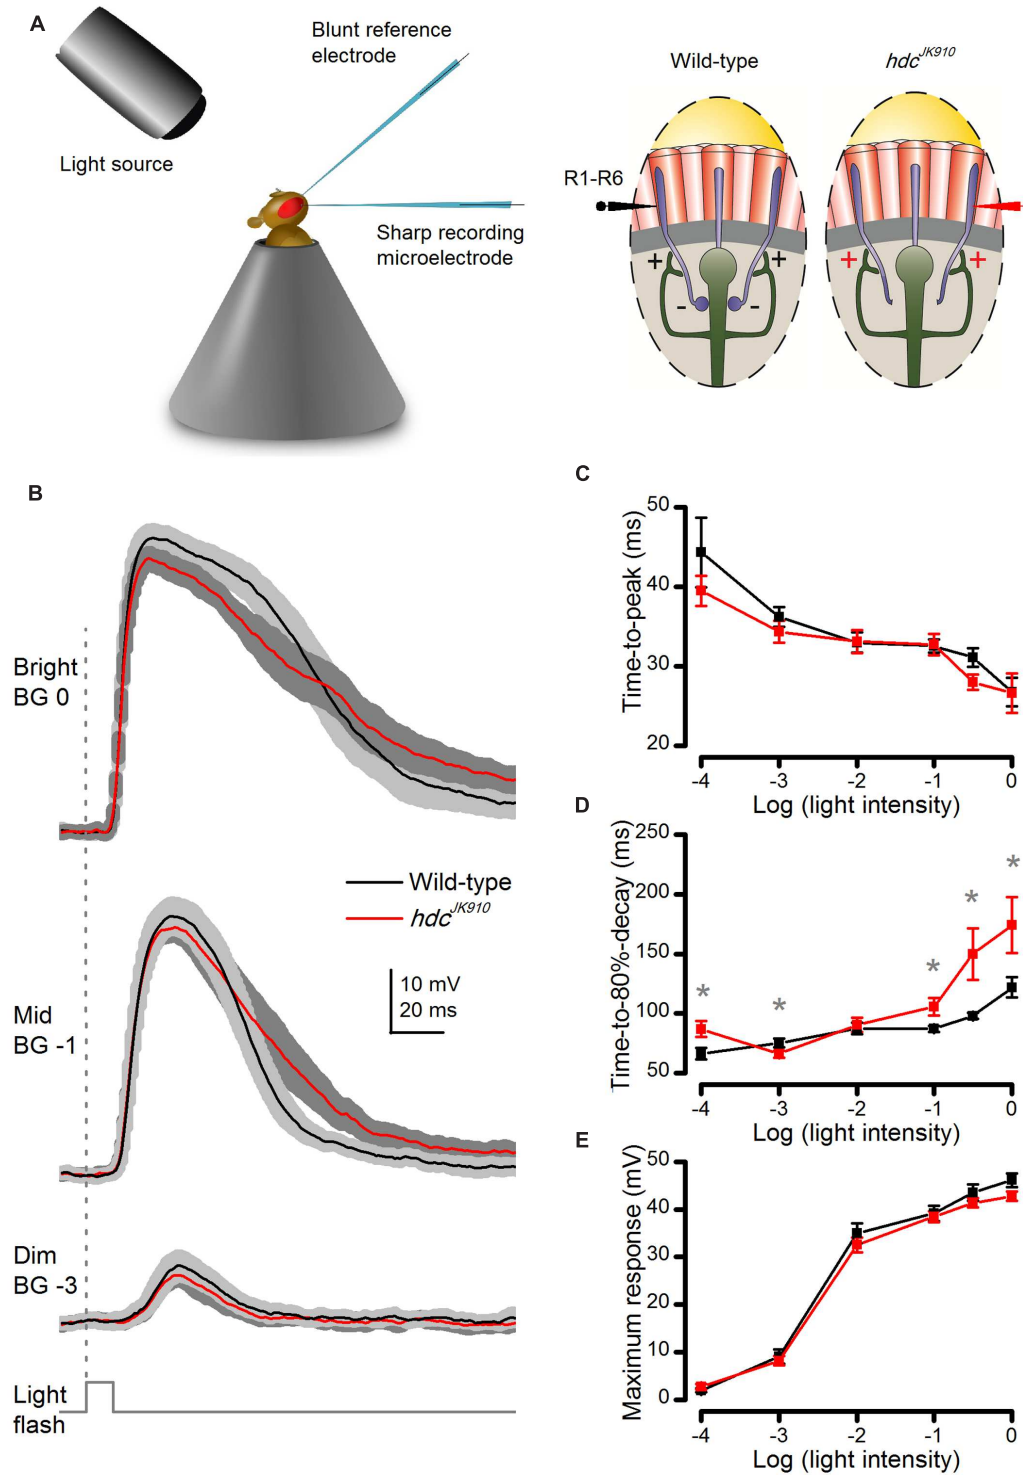 A
Blunt reference
electrode
Light source
Sharp recording
microelectrode
Wild-type
hdc^JK910
R1-R6
+
+
-
-
+
+
B
Bright
BG 0
Wild-type
hdc^JK910
10 mV
20 ms
Mid
BG -1
Dim
BG -3
Light
flash
C
Time-to-peak (ms)
50
40
30
20
-4
-3
-2
-1
0
Log (light intensity)
D
Time-to-80%-decay (ms)
250
200
150
100
50
*
*
*
*
*
-4
-3
-2
-1
0
Log (light intensity)
E
Maximum response (mV)
50
40
30
20
10
0
-4
-3
-2
-1
0
Log (light intensity)